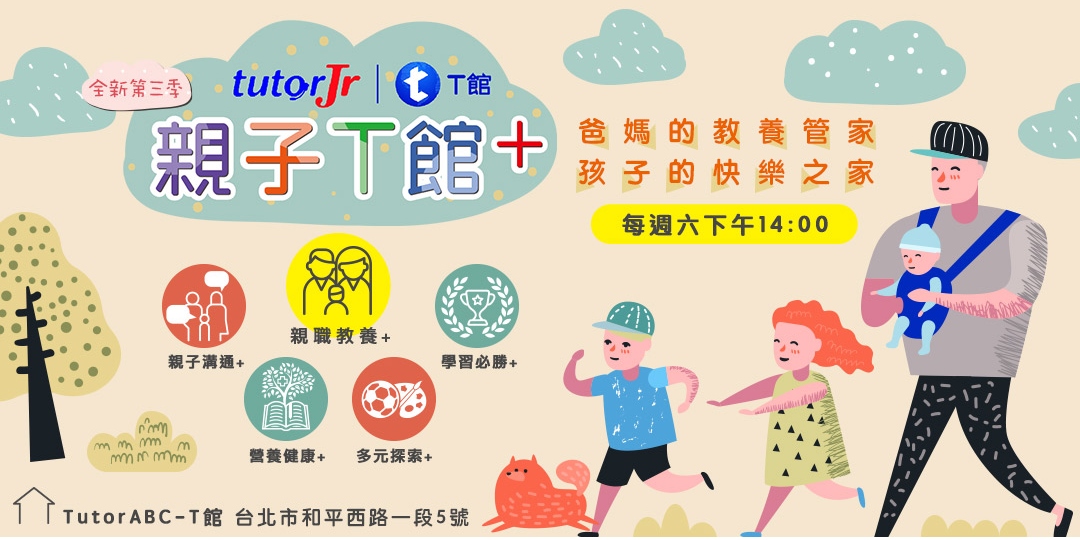 全新第三季
tutorJr | t T館
親子T館+
爸媽的教養管家
孩子的快樂之家
每週六下午14:00
親子溝通+
親職教養+
學習必勝+
營養健康+
多元探索+
TutorABC-T館 台北市和平西路一段5號